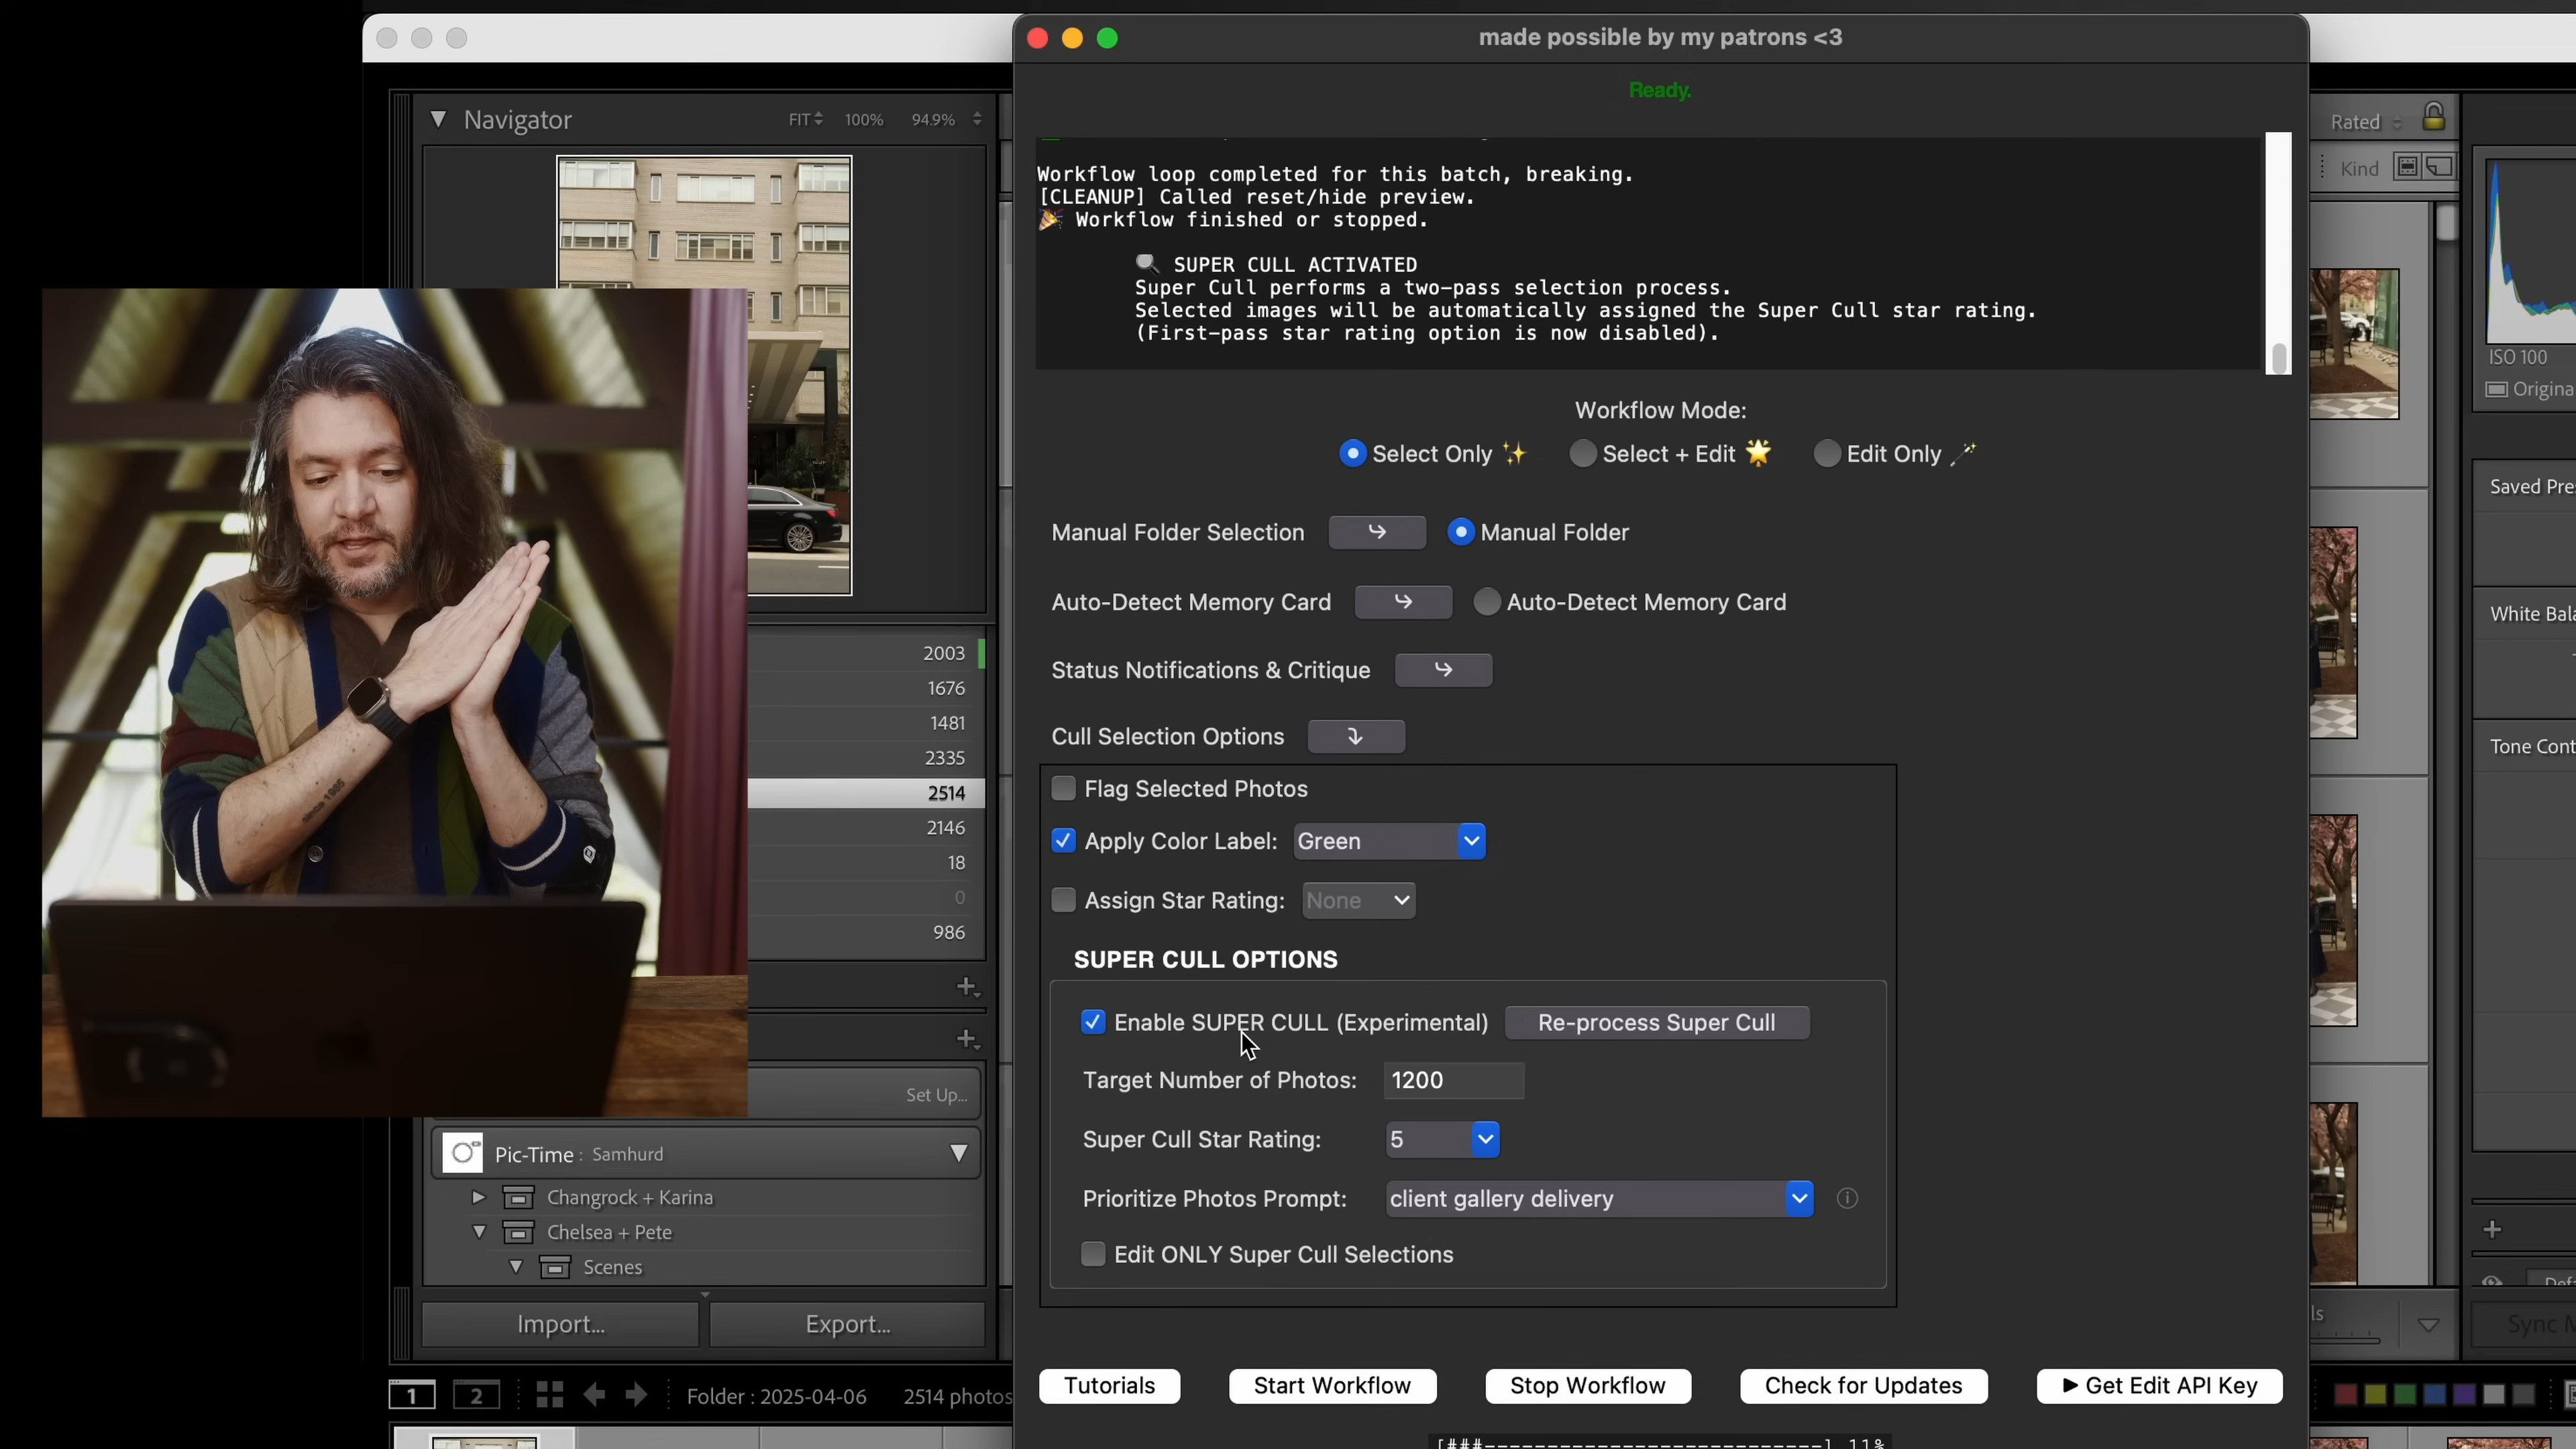 made possible by my patrons <3
Ready.
Navigator
FIT
100%
94.9%
Rated
Kind
Workflow loop completed for this batch, breaking.
[CLEANUP] Called reset/hide preview.
🎉 Workflow finished or stopped.
🔍 SUPER CULL ACTIVATED
Super Cull performs a two-pass selection process.
Selected images will be automatically assigned the Super Cull star rating.
(First-pass star rating option is now disabled).
ISO 100
Origina
Workflow Mode:
Select Only ✨
Select + Edit 🌟
Edit Only 🪄
Saved Pre
Manual Folder Selection
Manual Folder
Auto-Detect Memory Card
Auto-Detect Memory Card
White Bala
Status Notifications & Critique
Cull Selection Options
Tone Cont
2003
1676
1481
2335
2514
2146
18
0
986
Flag Selected Photos
Apply Color Label:
Green
Assign Star Rating:
None
SUPER CULL OPTIONS
Enable SUPER CULL (Experimental)
Re-process Super Cull
Target Number of Photos:
1200
Super Cull Star Rating:
5
Prioritize Photos Prompt:
client gallery delivery
Edit ONLY Super Cull Selections
Set Up...
Pic-Time : Samhurd
Changrock + Karina
Chelsea + Pete
Scenes
Import...
Export...
Sync M
Tutorials
Start Workflow
Stop Workflow
Check for Updates
▶ Get Edit API Key
1
2
Folder : 2025-04-06
2514 photos
[###---------------------------] 11%